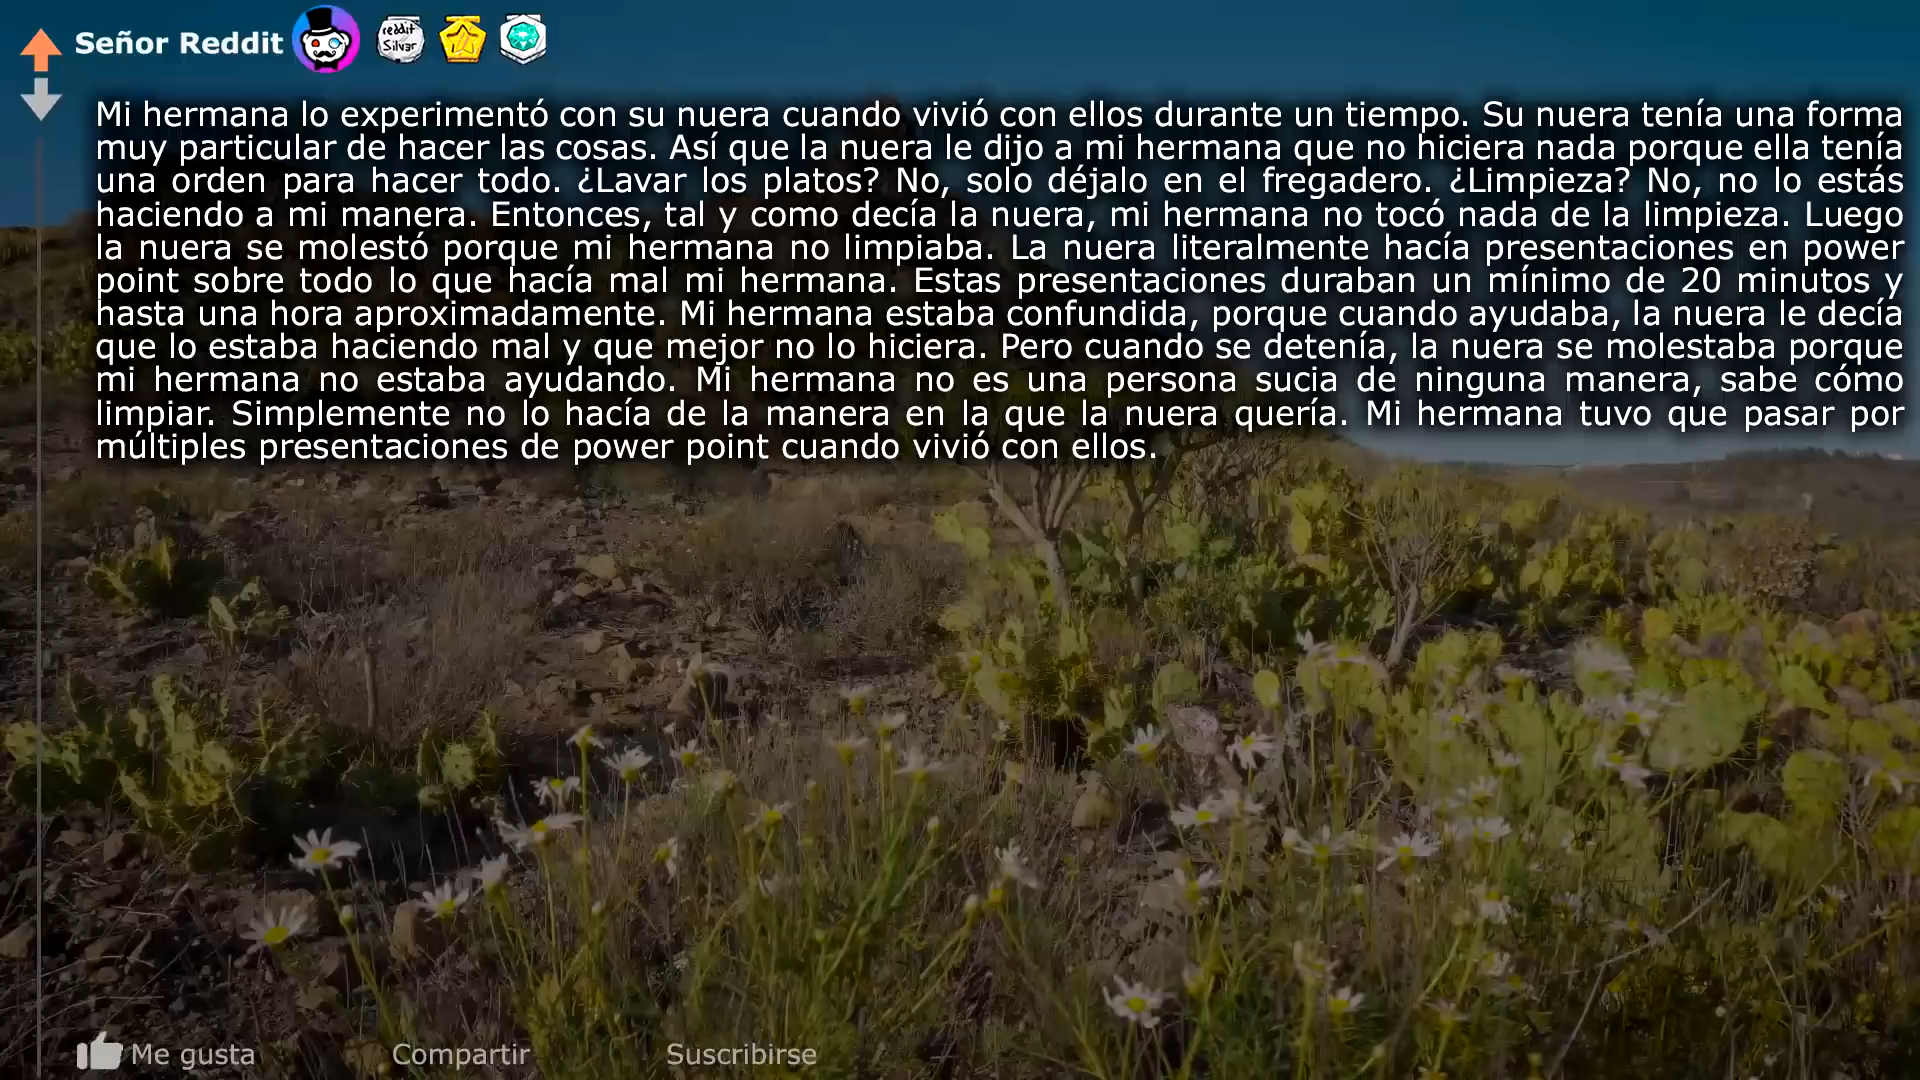 Señor Reddit
reddit
Silver
Mi hermana lo experimentó con su nuera cuando vivió con ellos durante un tiempo. Su nuera tenía una forma
muy particular de hacer las cosas. Así que la nuera le dijo a mi hermana que no hiciera nada porque ella tenía
una orden para hacer todo. ¿Lavar los platos? No, solo déjalo en el fregadero. ¿Limpieza? No, no lo estás
haciendo a mi manera. Entonces, tal y como decía la nuera, mi hermana no tocó nada de la limpieza. Luego
la nuera se molestó porque mi hermana no limpiaba. La nuera literalmente hacía presentaciones en power
point sobre todo lo que hacía mal mi hermana. Estas presentaciones duraban un mínimo de 20 minutos y
hasta una hora aproximadamente. Mi hermana estaba confundida, porque cuando ayudaba, la nuera le decía
que lo estaba haciendo mal y que mejor no lo hiciera. Pero cuando se detenía, la nuera se molestaba porque
mi hermana no estaba ayudando. Mi hermana no es una persona sucia de ninguna manera, sabe cómo
limpiar. Simplemente no lo hacía de la manera en la que la nuera quería. Mi hermana tuvo que pasar por
múltiples presentaciones de power point cuando vivió con ellos.
Me gusta
Compartir
Suscribirse